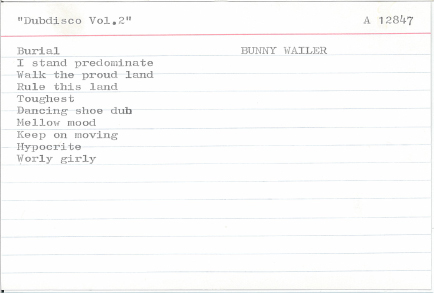 "Dubdisco Vol.2" A 12847
Burial BUNNY WAILER
I stand predominate
Walk the proud land
Rule this land
Toughest
Dancing shoe dub
Mellow mood
Keep on moving
Hypocrite
Worly girly